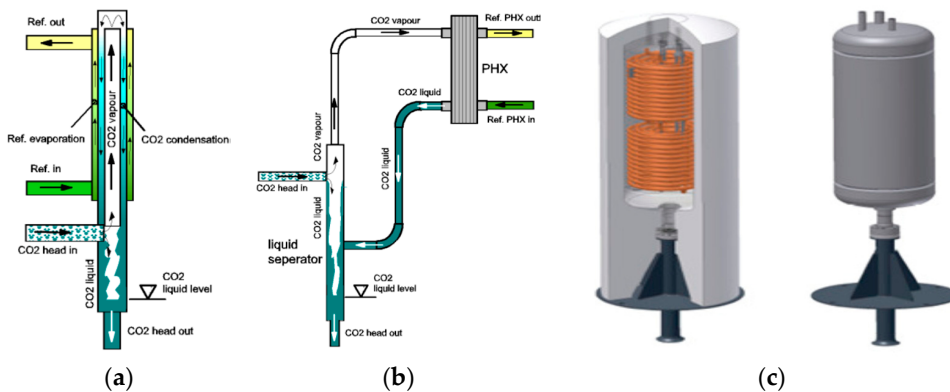 Ref. out
CO2 vapour
Ref. evaporation
CO2 condensation
Ref. in
CO2 head in
CO2 liquid
CO2
liquid level
CO2 head out
(a)
CO2 vapour
Ref. PHX out
PHX
CO2 liquid
Ref. PHX in
CO2 vapour
CO2 head in
CO2 liquid
CO2 liquid
liquid
seperator
CO2
liquid level
CO2 head out
(b)
(c)